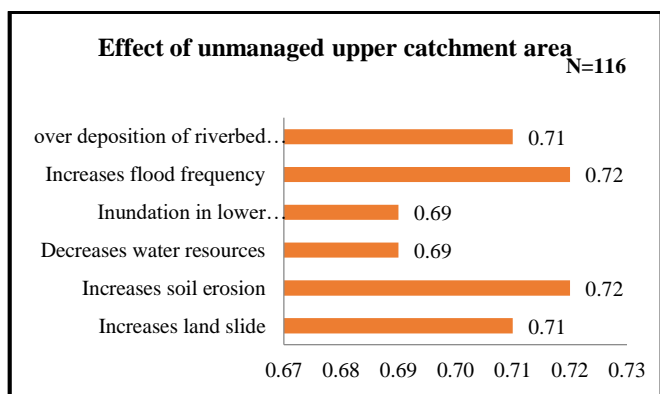 Effect of unmanaged upper catchment area
N=116
over deposition of riverbed… 0.71
Increases flood frequency 0.72
Inundation in lower… 0.69
Decreases water resources 0.69
Increases soil erosion 0.72
Increases land slide 0.71
0.67 0.68 0.69 0.70 0.71 0.72 0.73